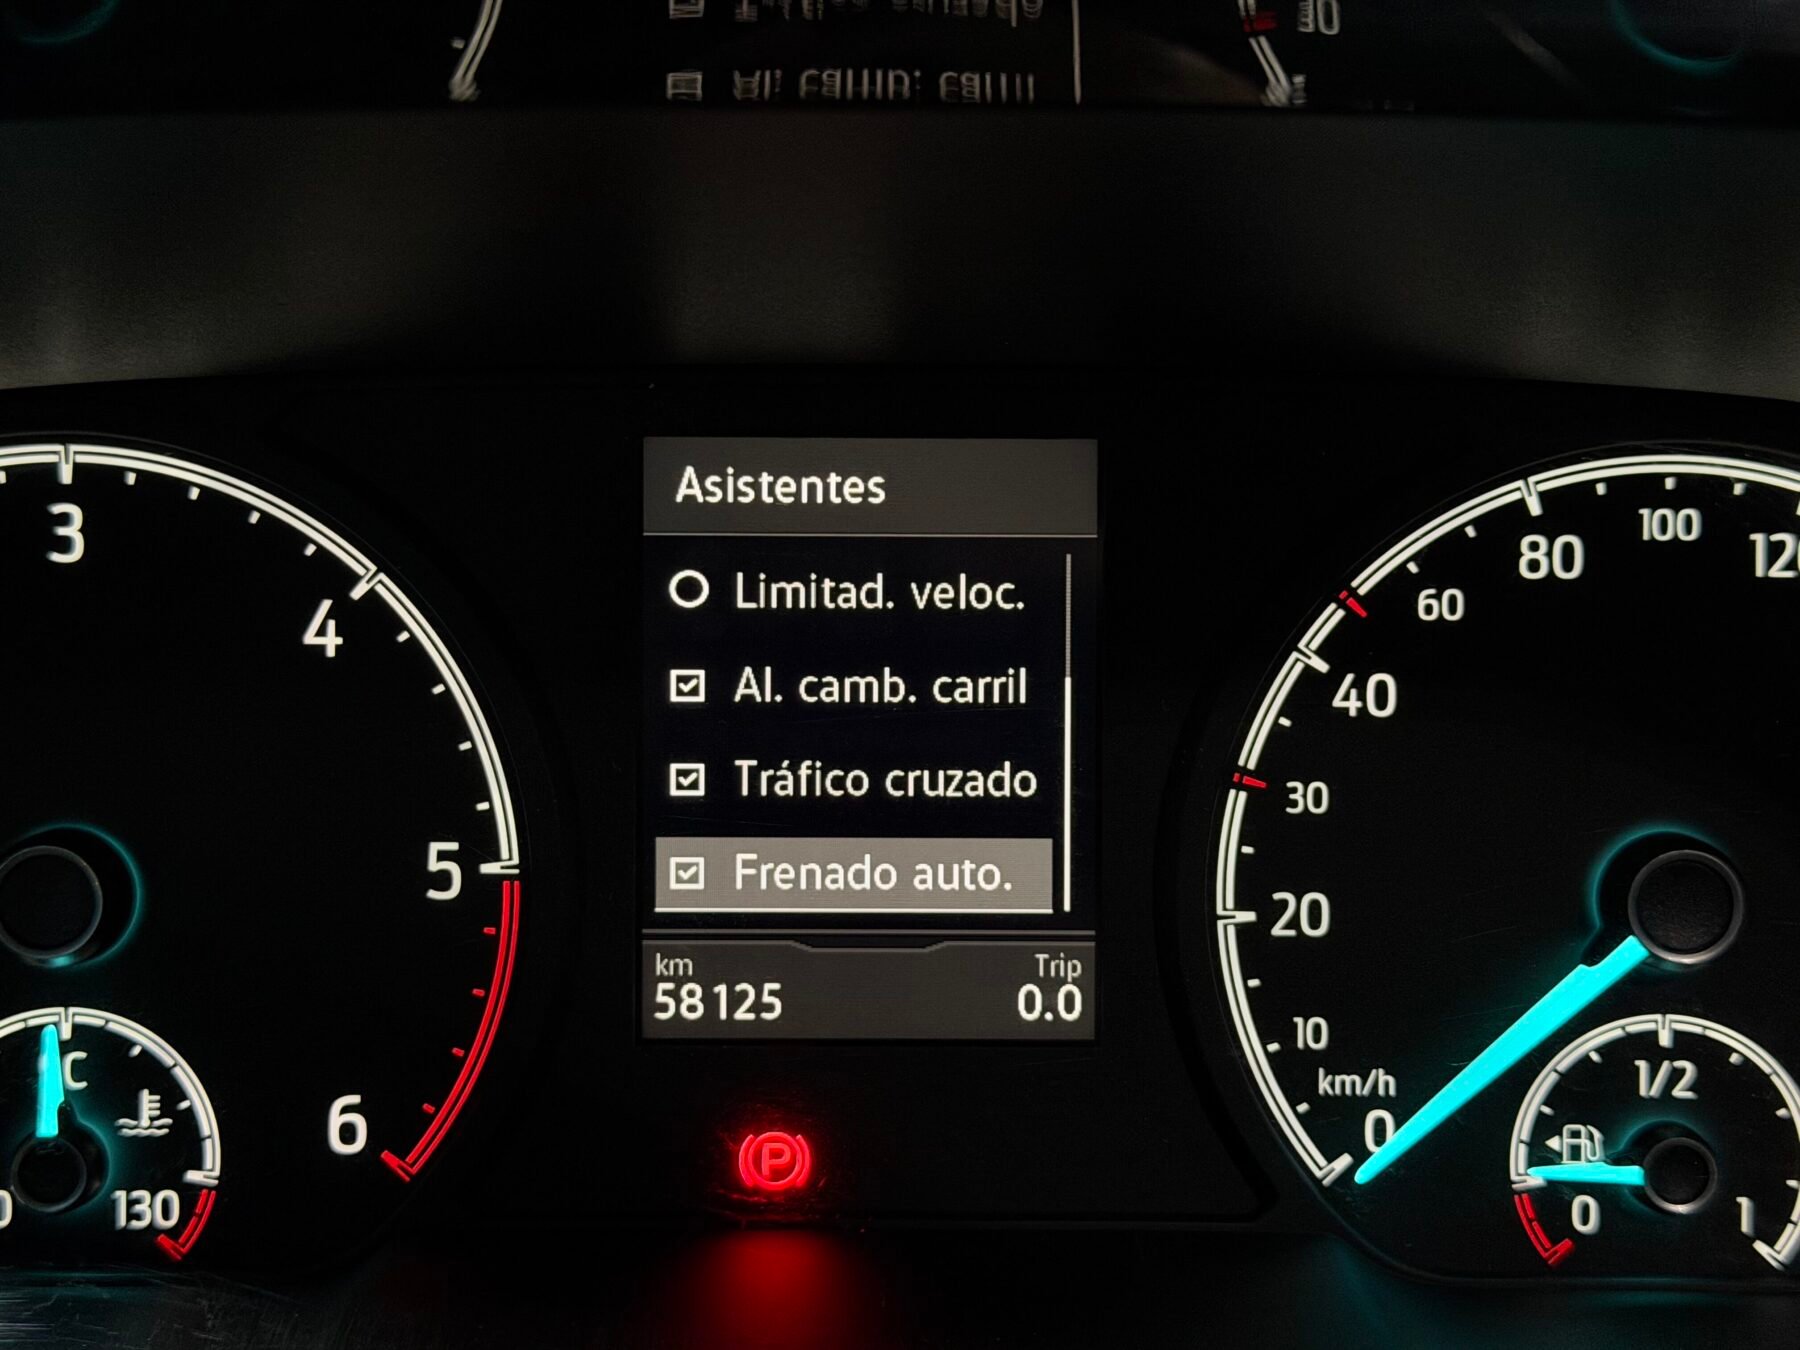 Asistentes
Limitad. veloc.
Al. camb. carril
Tráfico cruzado
Frenado auto.
km Trip
58125 0.0
3
4
5
6
C
130
120
100
80
60
40
30
20
10
km/h
0
1/2
0
1
P